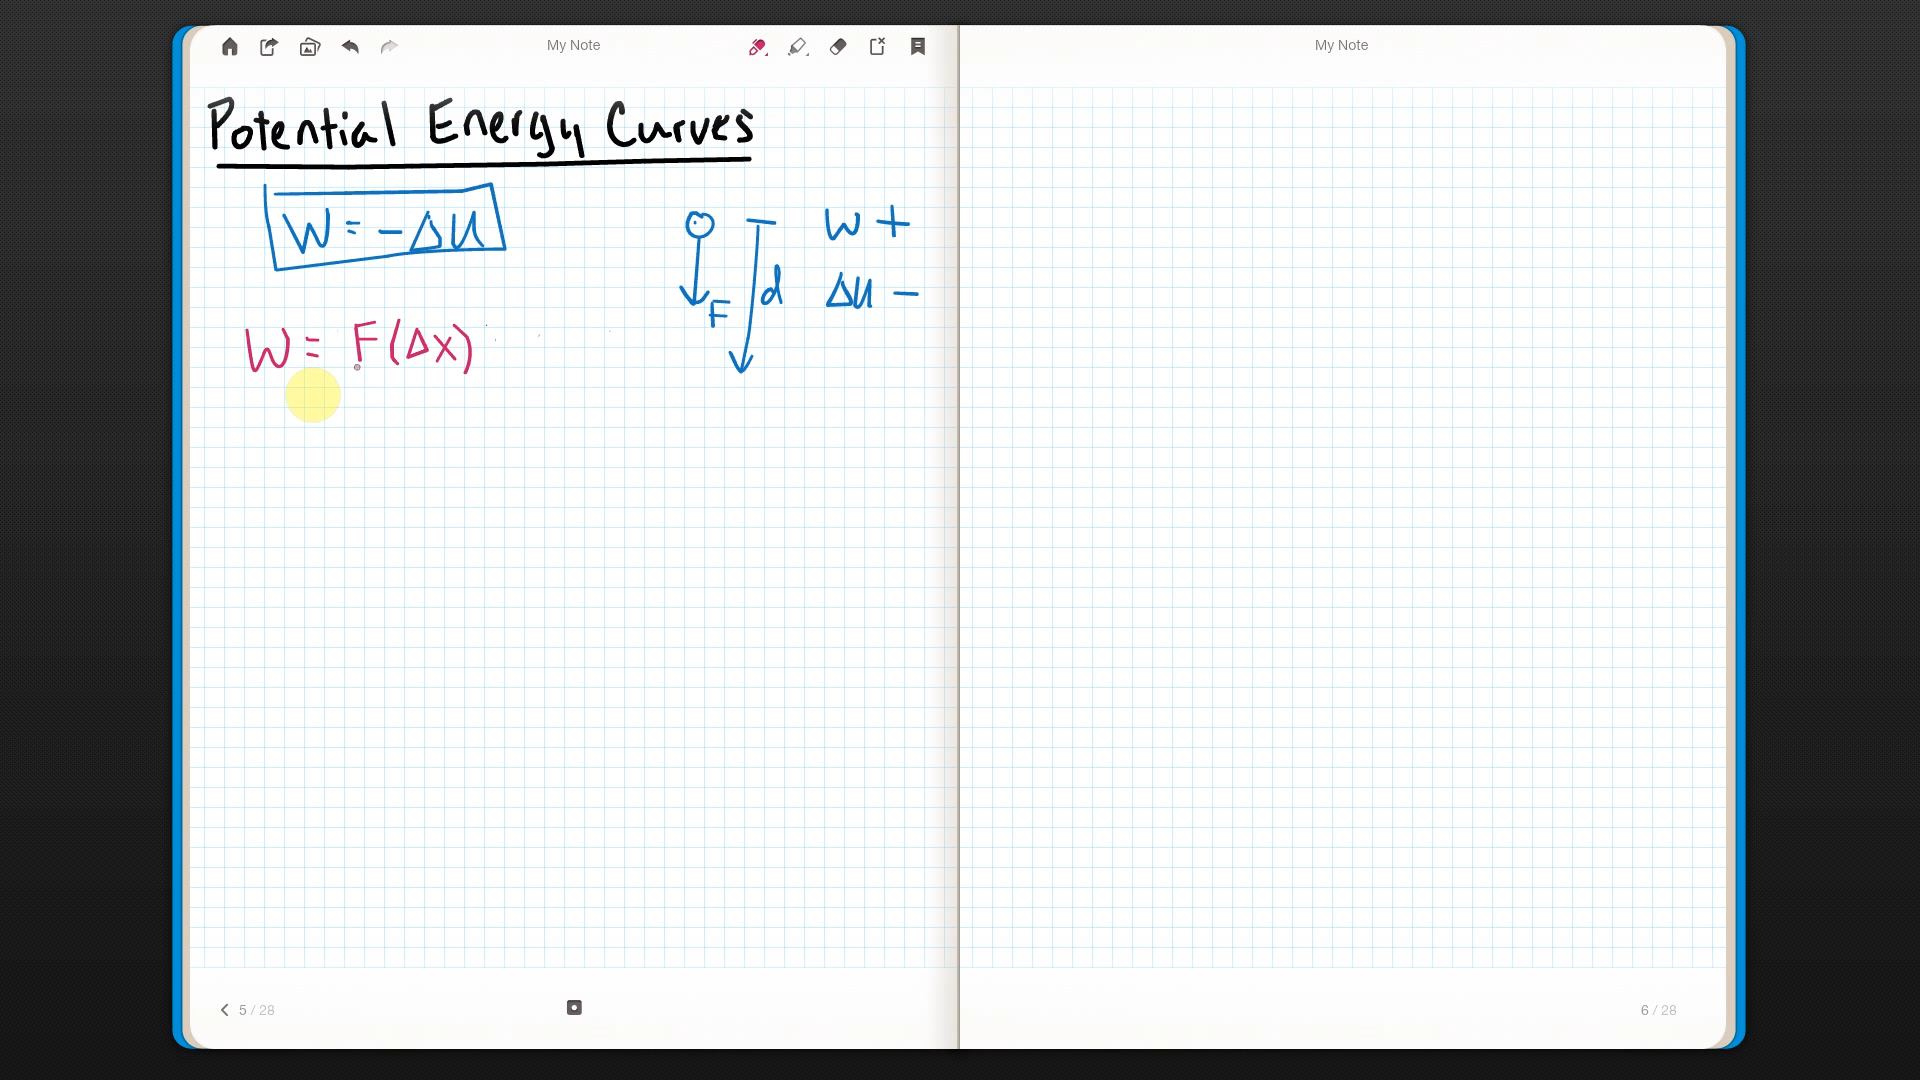 My Note
My Note
Potential Energy Curves
W = -ΔU
W +
d
ΔU -
F
W = F(Δx)
5 / 28
6 / 28